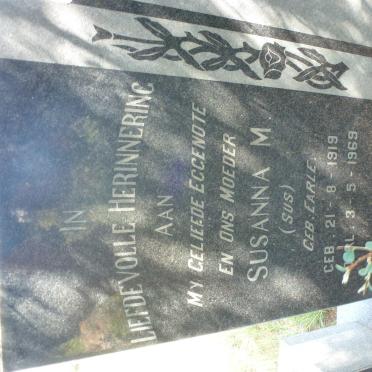 IN
LIEFDEVOLLE HERINNERING
AAN
MY GELIEFDE EGGENOTE
EN ONS MOEDER
SUSANNA M
(SUS)
GEB. EARLE.
GEB. 21-8-1919
3-5-1969